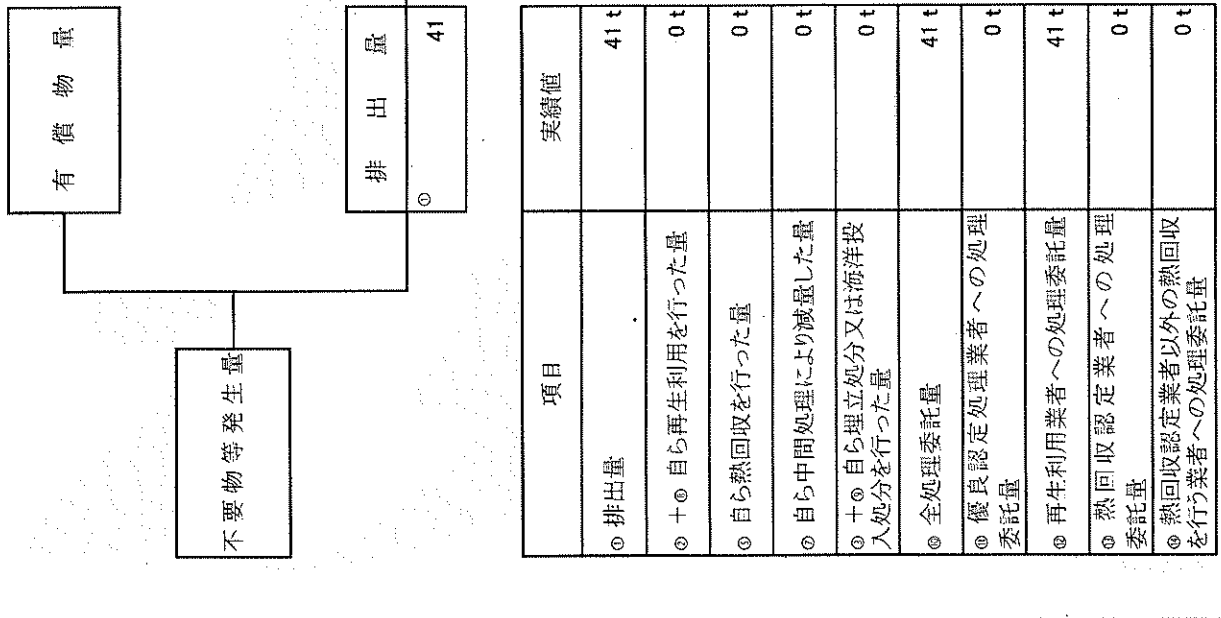 有償物量
不要物等発生量
排出量
① 41
項目 実績値
① 排出量 41 t
②+⑧ 自ら再生利用を行った量 0 t
⑤ 自ら熱回収を行った量 0 t
⑦ 自ら中間処理により減量した量 0 t
③+⑨ 自ら埋立処分又は海洋投
入処分を行った量 0 t
⑩ 全処理委託量 41 t
⑪ 優良認定処理業者への処理
委託量 0 t
⑫ 再生利用業者への処理委託量 41 t
⑬ 熱回収認定業者への処理
委託量 0 t
⑭ 熱回収認定業者以外の熱回収
を行う業者への処理委託量 0 t